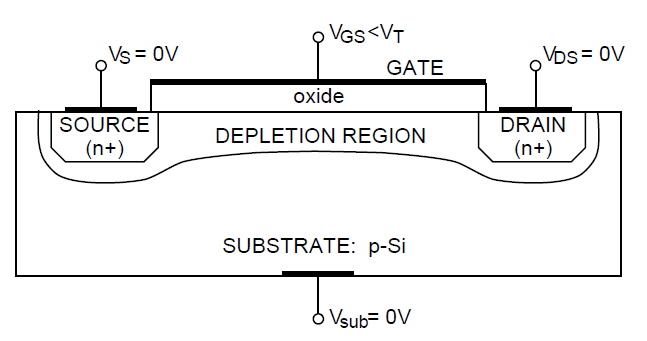 VS = 0V
VGS<VT
VDS= 0V
GATE
oxide
SOURCE
(n+)
DEPLETION REGION
DRAIN
(n+)
SUBSTRATE: p-Si
Vsub= 0V